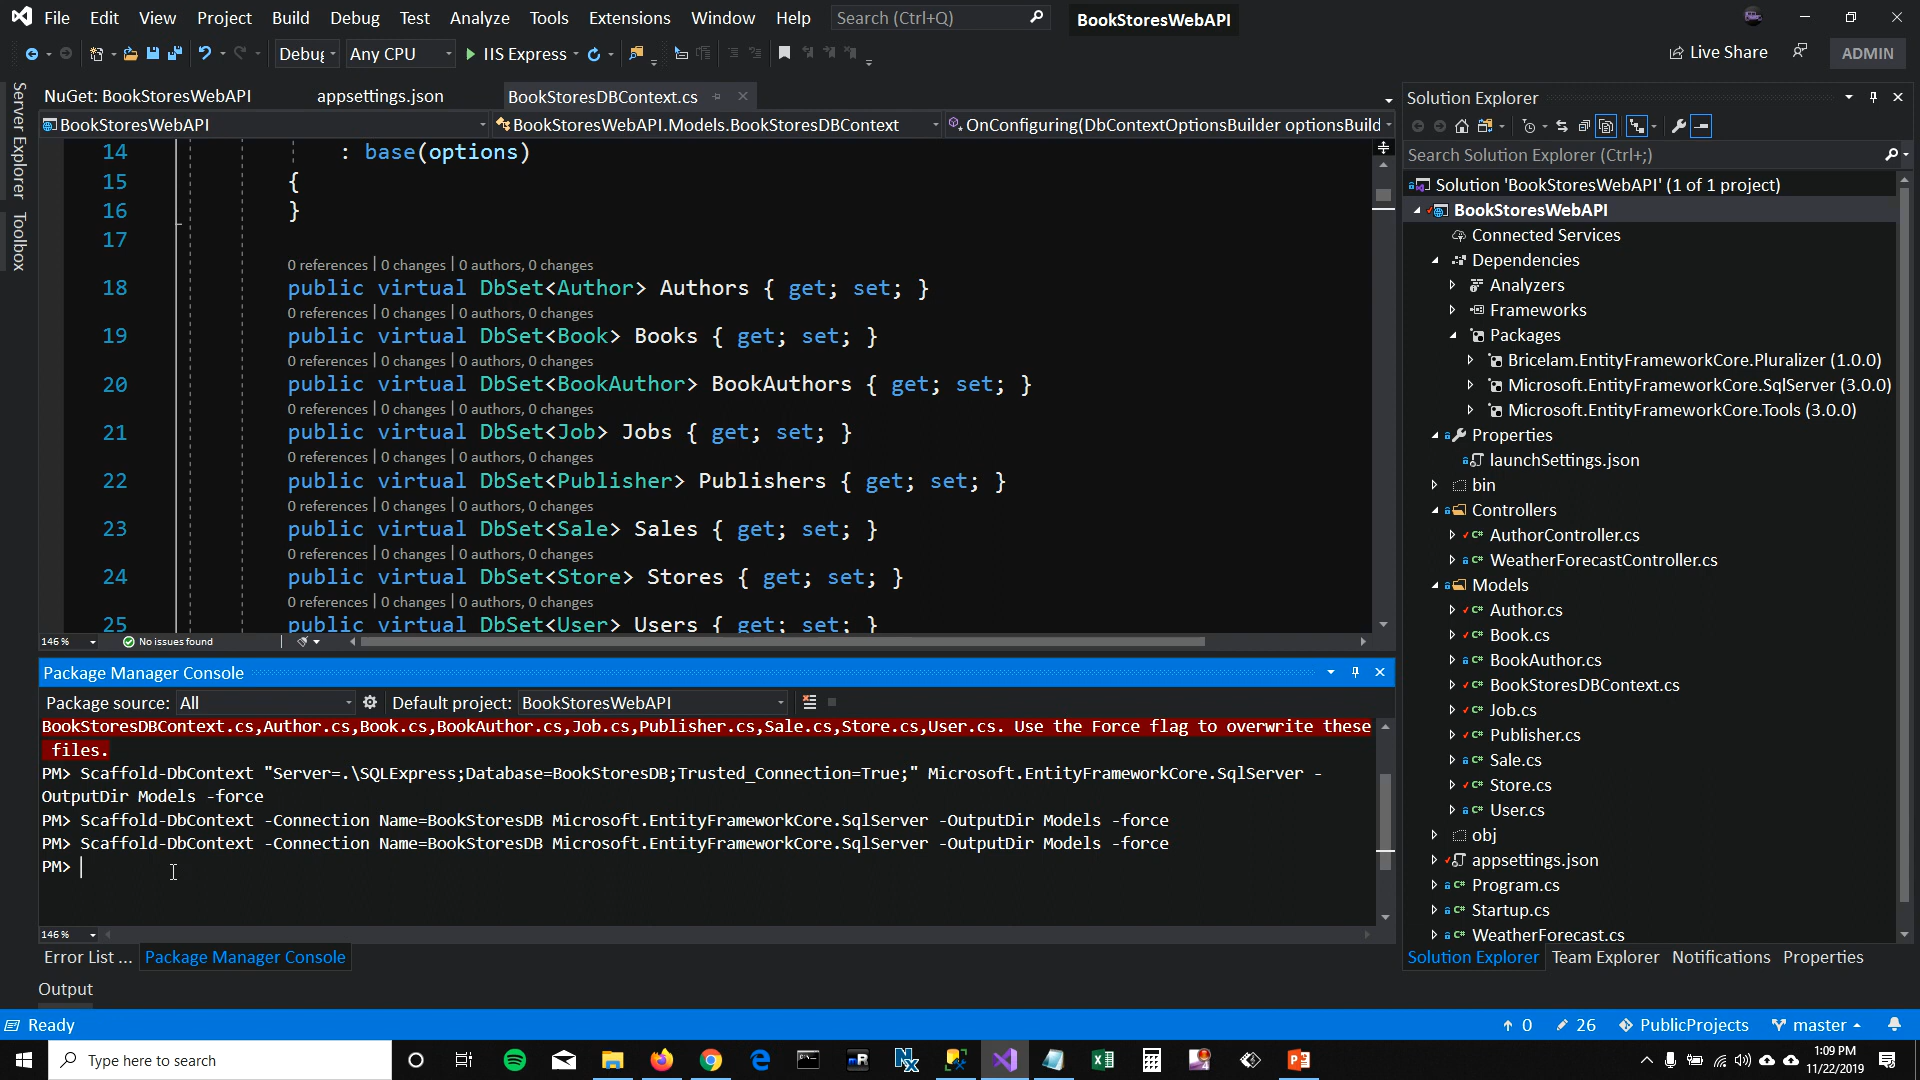 File Edit View Project Build Debug Test Analyze Tools Extensions Window Help Search (Ctrl+Q) BookStoresWebAPI
Debug Any CPU IIS Express Live Share ADMIN
Server Explorer
Toolbox
NuGet: BookStoresWebAPI appsettings.json BookStoresDBContext.cs
BookStoresWebAPI BookStoresWebAPI.Models.BookStoresDBContext OnConfiguring(DbContextOptionsBuilder optionsBuild
14 : base(options)
15 {
16 }
17
0 references | 0 changes | 0 authors, 0 changes
18 public virtual DbSet<Author> Authors { get; set; }
0 references | 0 changes | 0 authors, 0 changes
19 public virtual DbSet<Book> Books { get; set; }
0 references | 0 changes | 0 authors, 0 changes
20 public virtual DbSet<BookAuthor> BookAuthors { get; set; }
0 references | 0 changes | 0 authors, 0 changes
21 public virtual DbSet<Job> Jobs { get; set; }
0 references | 0 changes | 0 authors, 0 changes
22 public virtual DbSet<Publisher> Publishers { get; set; }
0 references | 0 changes | 0 authors, 0 changes
23 public virtual DbSet<Sale> Sales { get; set; }
0 references | 0 changes | 0 authors, 0 changes
24 public virtual DbSet<Store> Stores { get; set; }
0 references | 0 changes | 0 authors, 0 changes
25 public virtual DbSet<User> Users { get; set; }
146 % No issues found
Package Manager Console
Package source: All Default project: BookStoresWebAPI
BookStoresDBContext.cs,Author.cs,Book.cs,BookAuthor.cs,Job.cs,Publisher.cs,Sale.cs,Store.cs,User.cs. Use the Force flag to overwrite these
files.
PM> Scaffold-DbContext "Server=.\SQLExpress;Database=BookStoresDB;Trusted_Connection=True;" Microsoft.EntityFrameworkCore.SqlServer -
OutputDir Models -force
PM> Scaffold-DbContext -Connection Name=BookStoresDB Microsoft.EntityFrameworkCore.SqlServer -OutputDir Models -force
PM> Scaffold-DbContext -Connection Name=BookStoresDB Microsoft.EntityFrameworkCore.SqlServer -OutputDir Models -force
PM>
146 %
Error List ... Package Manager Console
Output
Solution Explorer
Search Solution Explorer (Ctrl+;)
Solution 'BookStoresWebAPI' (1 of 1 project)
BookStoresWebAPI
Connected Services
Dependencies
Analyzers
Frameworks
Packages
Bricelam.EntityFrameworkCore.Pluralizer (1.0.0)
Microsoft.EntityFrameworkCore.SqlServer (3.0.0)
Microsoft.EntityFrameworkCore.Tools (3.0.0)
Properties
launchSettings.json
bin
Controllers
AuthorController.cs
WeatherForecastController.cs
Models
Author.cs
Book.cs
BookAuthor.cs
BookStoresDBContext.cs
Job.cs
Publisher.cs
Sale.cs
Store.cs
User.cs
obj
appsettings.json
Program.cs
Startup.cs
WeatherForecast.cs
Solution Explorer Team Explorer Notifications Properties
Ready 0 26 PublicProjects master
Type here to search 1:09 PM
11/22/2019